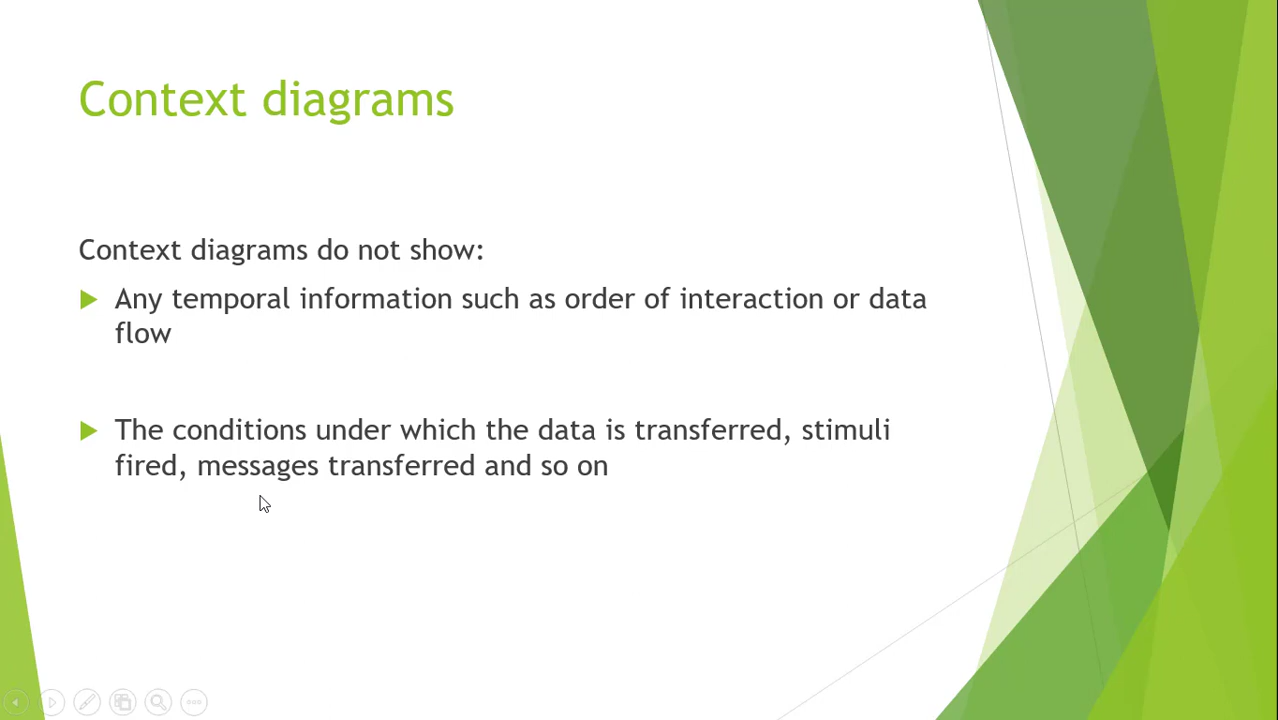 Context diagrams
Context diagrams do not show:
Any temporal information such as order of interaction or data
flow
The conditions under which the data is transferred, stimuli
fired, messages transferred and so on